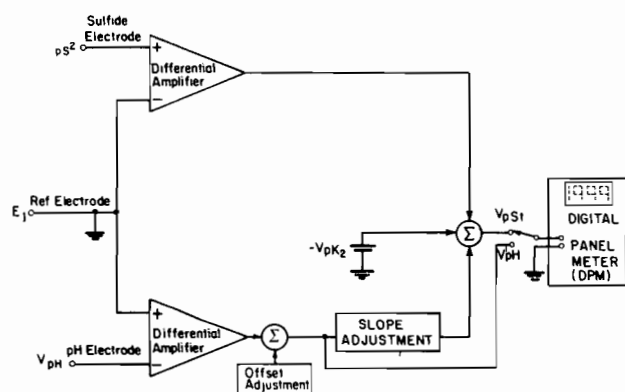 Sulfide
Electrode
pS²
+
Differential
Amplifier
−
Ref Electrode
E₁
-VpK₂
Σ
VpSt
VpH
1999
DIGITAL
PANEL
METER
(DPM)
+
Differential
Amplifier
−
pH Electrode
VpH
Σ
SLOPE
ADJUSTMENT
Offset
Adjustment